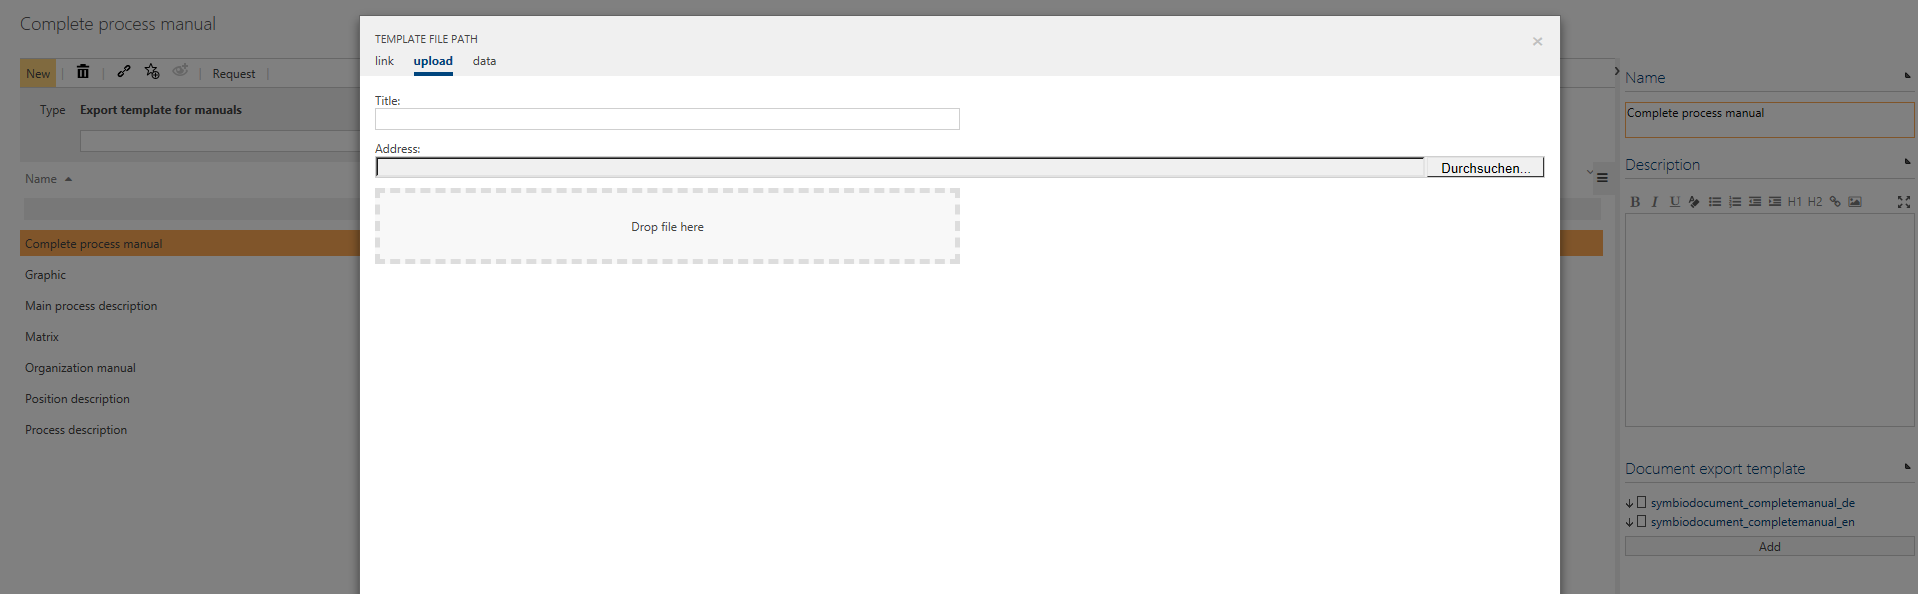 Complete process manual
New
Request
Type Export template for manuals
Name
Complete process manual
Graphic
Main process description
Matrix
Organization manual
Position description
Process description
TEMPLATE FILE PATH
link upload data
Title:
Address:
Durchsuchen...
Drop file here
Name
Complete process manual
Description
B I U H1 H2
Document export template
symbiodocument_completemanual_de
symbiodocument_completemanual_en
Add